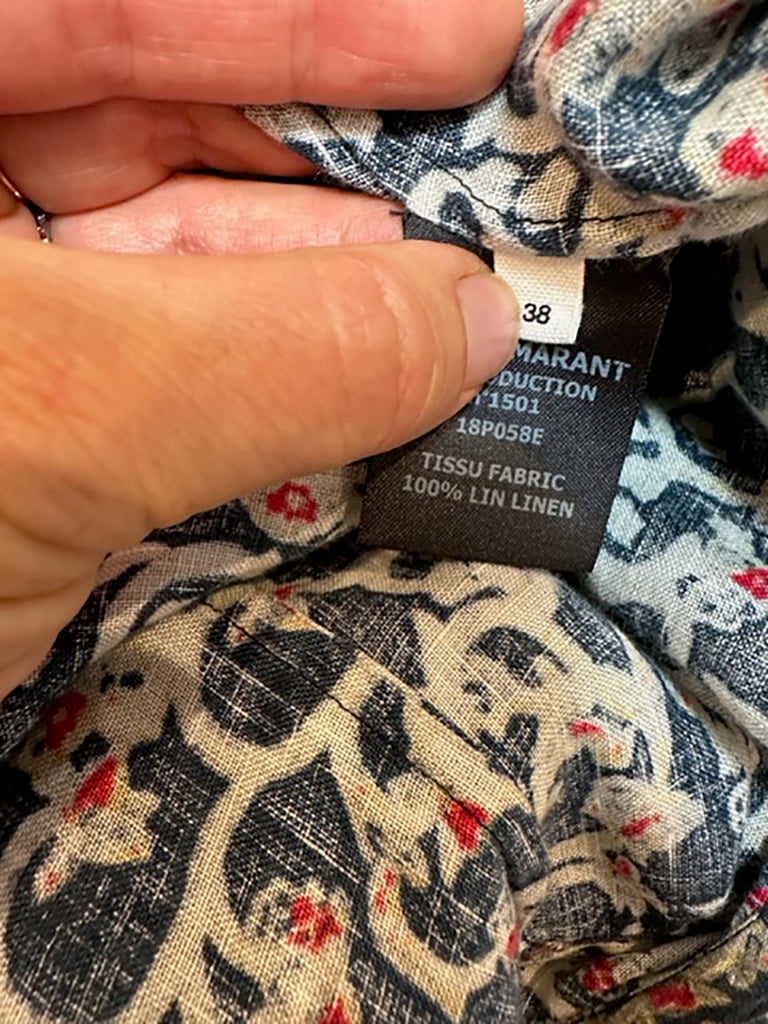 38
MARANT
DUCTION
1501
18P058E
TISSU FABRIC
100% LIN LINEN